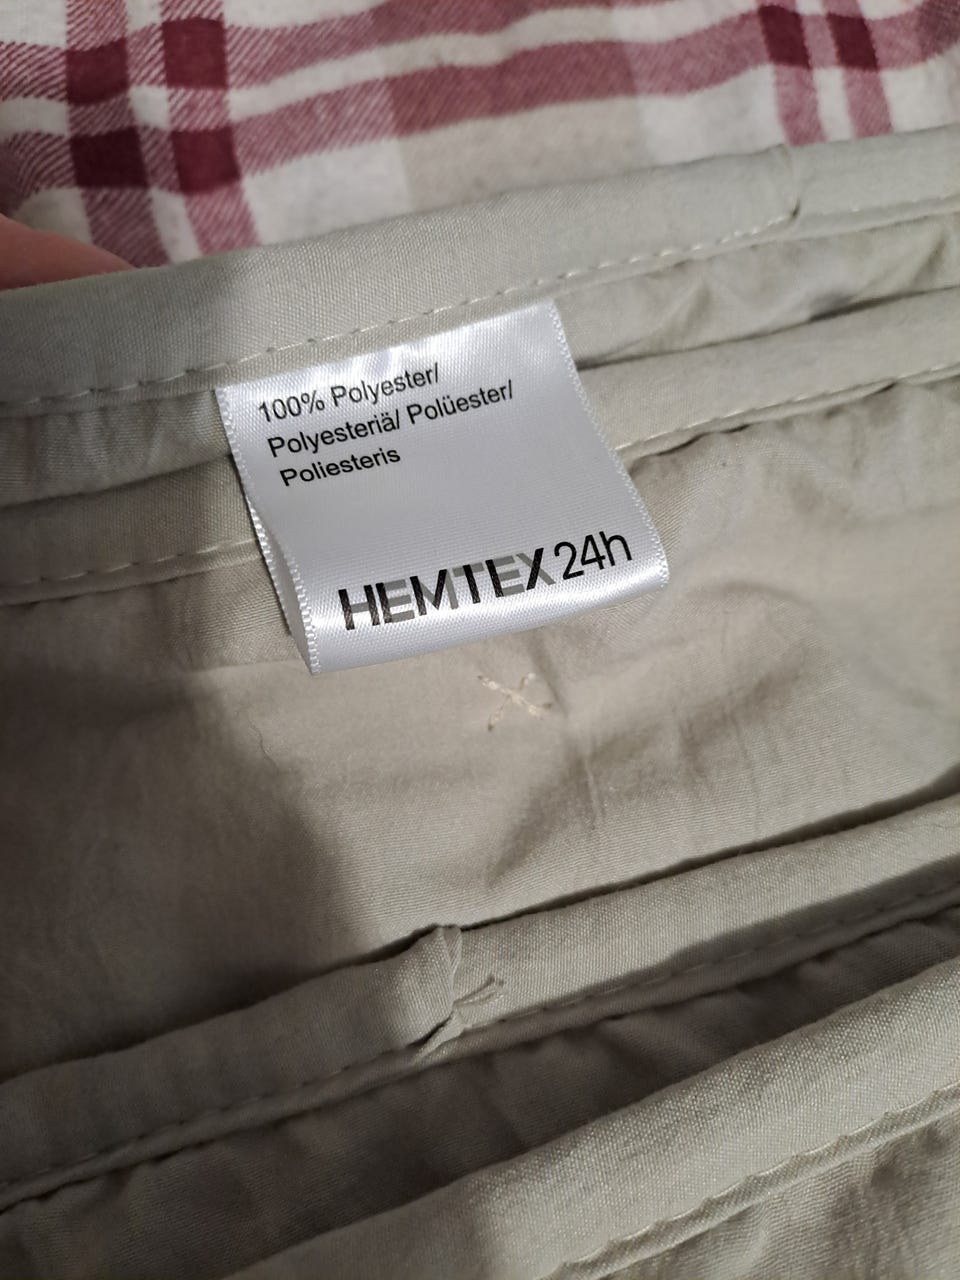 100% Polyester/
Polyesteriä/ Polüester/
Poliesteris
HEMTEX 24h